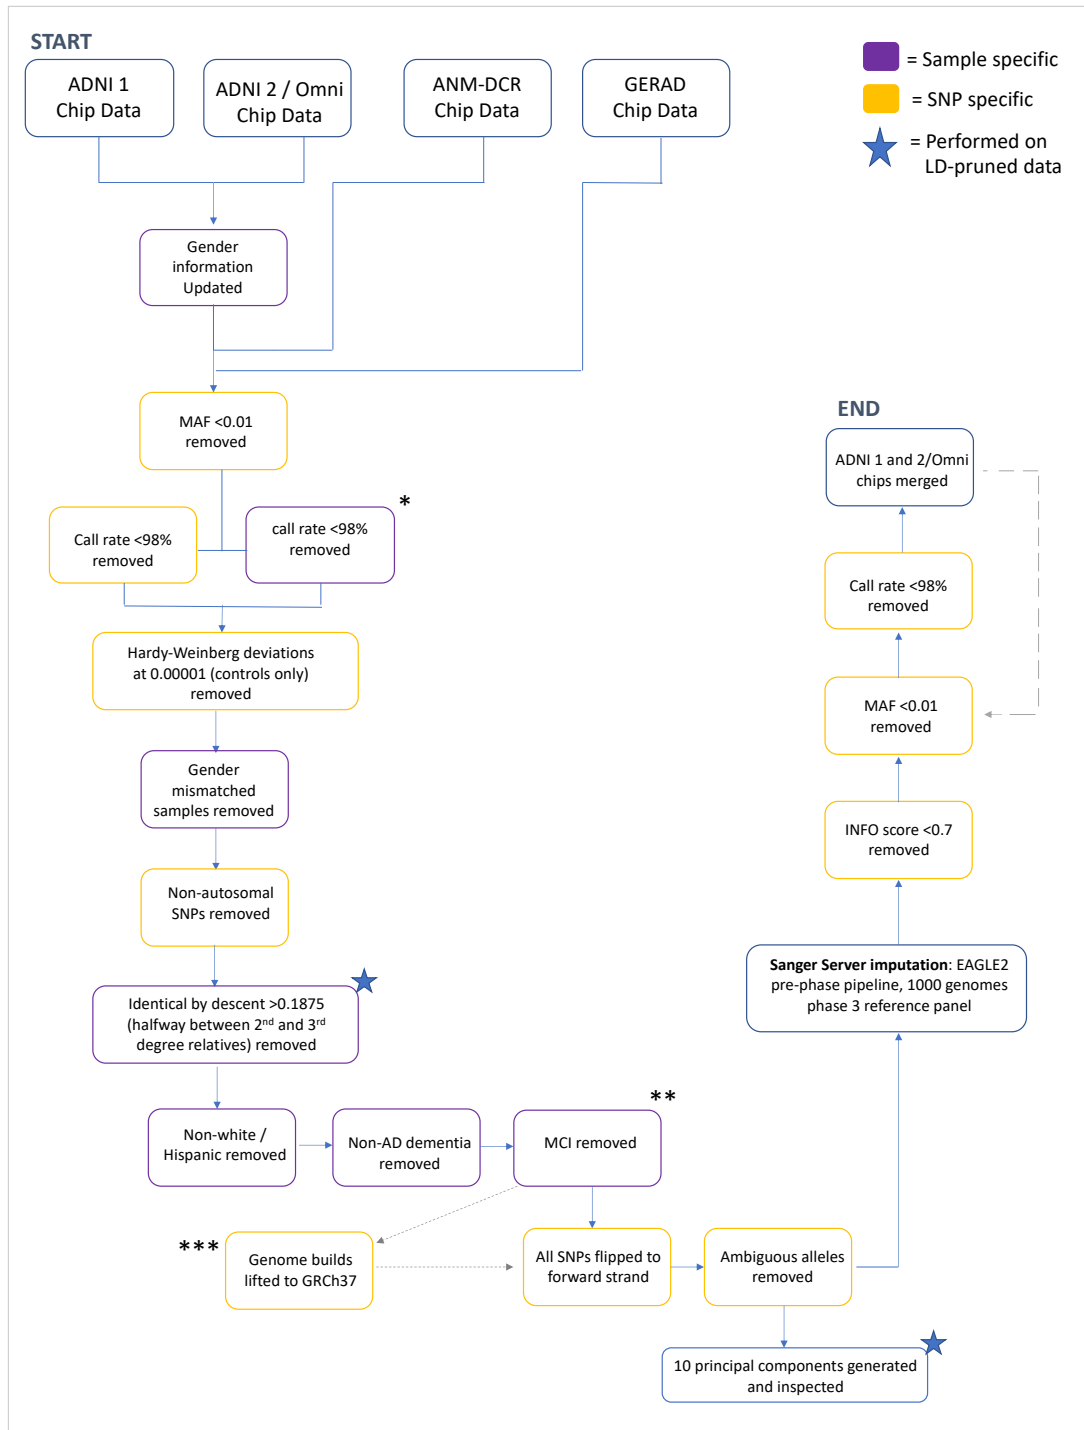 START
ADNI 1
Chip Data
ADNI 2 / Omni
Chip Data
ANM-DCR
Chip Data
GERAD
Chip Data
= Sample specific
= SNP specific
= Performed on
LD-pruned data
Gender
information
Updated
MAF <0.01
removed
Call rate <98%
removed
*
call rate <98%
removed
Hardy-Weinberg deviations
at 0.00001 (controls only)
removed
Gender
mismatched
samples removed
Non-autosomal
SNPs removed
Identical by descent >0.1875
(halfway between 2nd and 3rd
degree relatives) removed
Non-white /
Hispanic removed
Non-AD dementia
removed
**
MCI removed
***
Genome builds
lifted to GRCh37
All SNPs flipped to
forward strand
Ambiguous alleles
removed
10 principal components generated
and inspected
Sanger Server imputation: EAGLE2
pre-phase pipeline, 1000 genomes
phase 3 reference panel
INFO score <0.7
removed
MAF <0.01
removed
Call rate <98%
removed
ADNI 1 and 2/Omni
chips merged
END